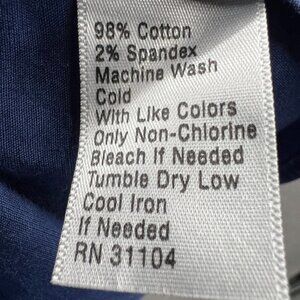 98% Cotton
2% Spandex
Machine Wash
Cold
With Like Colors
Only Non-Chlorine
Bleach If Needed
Tumble Dry Low
Cool Iron
If Needed
RN 31104